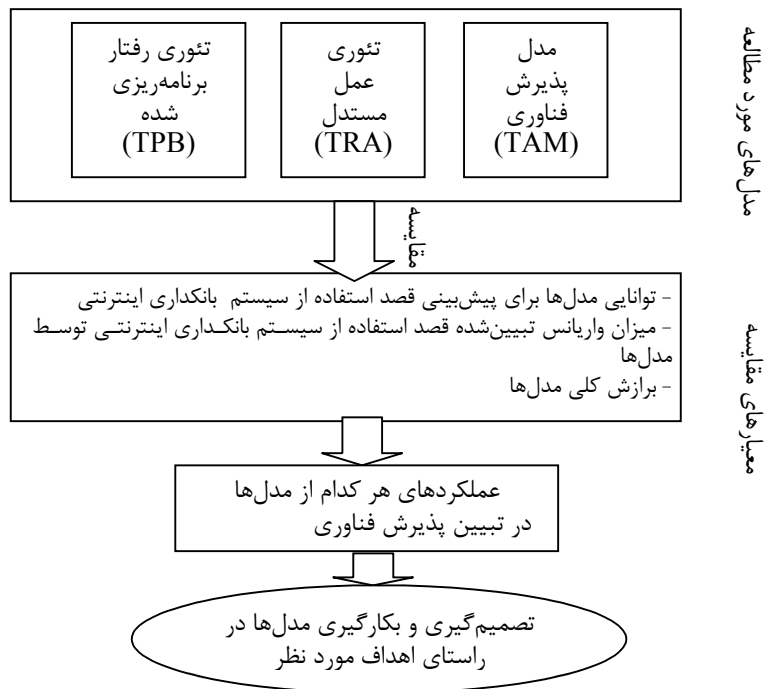 مدل
پذیرش
فناوری
(TAM)
تئوری
عمل
مستدل
(TRA)
تئوری رفتار
برنامه‌ریزی
شده
(TPB)
مدل‌های مورد مطالعه
مقایسه
- توانایی مدل‌ها برای پیش‌بینی قصد استفاده از سیستم بانکداری اینترنتی
- میزان واریانس تبیین‌شده قصد استفاده از سیستم بانکداری اینترنتی توسط
مدل‌ها
- برازش کلی مدل‌ها
معیارهای مقایسه
عملکردهای هر کدام از مدل‌ها
در تبیین پذیرش فناوری
تصمیم‌گیری و بکارگیری مدل‌ها در
راستای اهداف مورد نظر